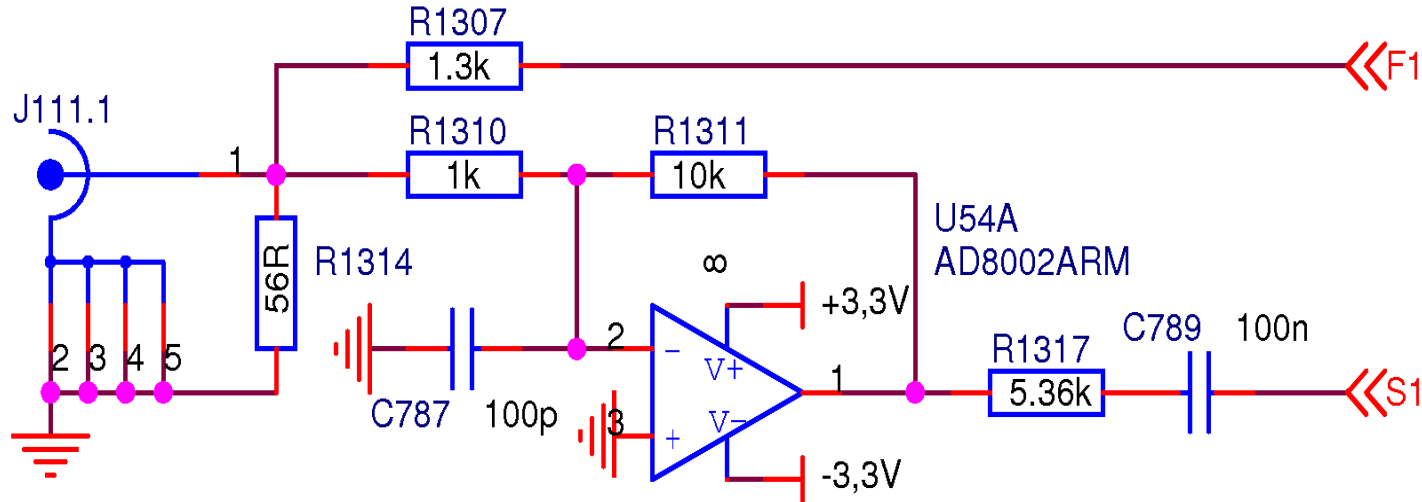 R1307
1.3k
F1
J111.1
1
R1310
1k
R1311
10k
56R
R1314
U54A
AD8002ARM
8
+3,3V
2
-
V+
C787
100p
3
+
V-
-3,3V
1
R1317
5.36k
C789
100n
S1
2 3 4 5